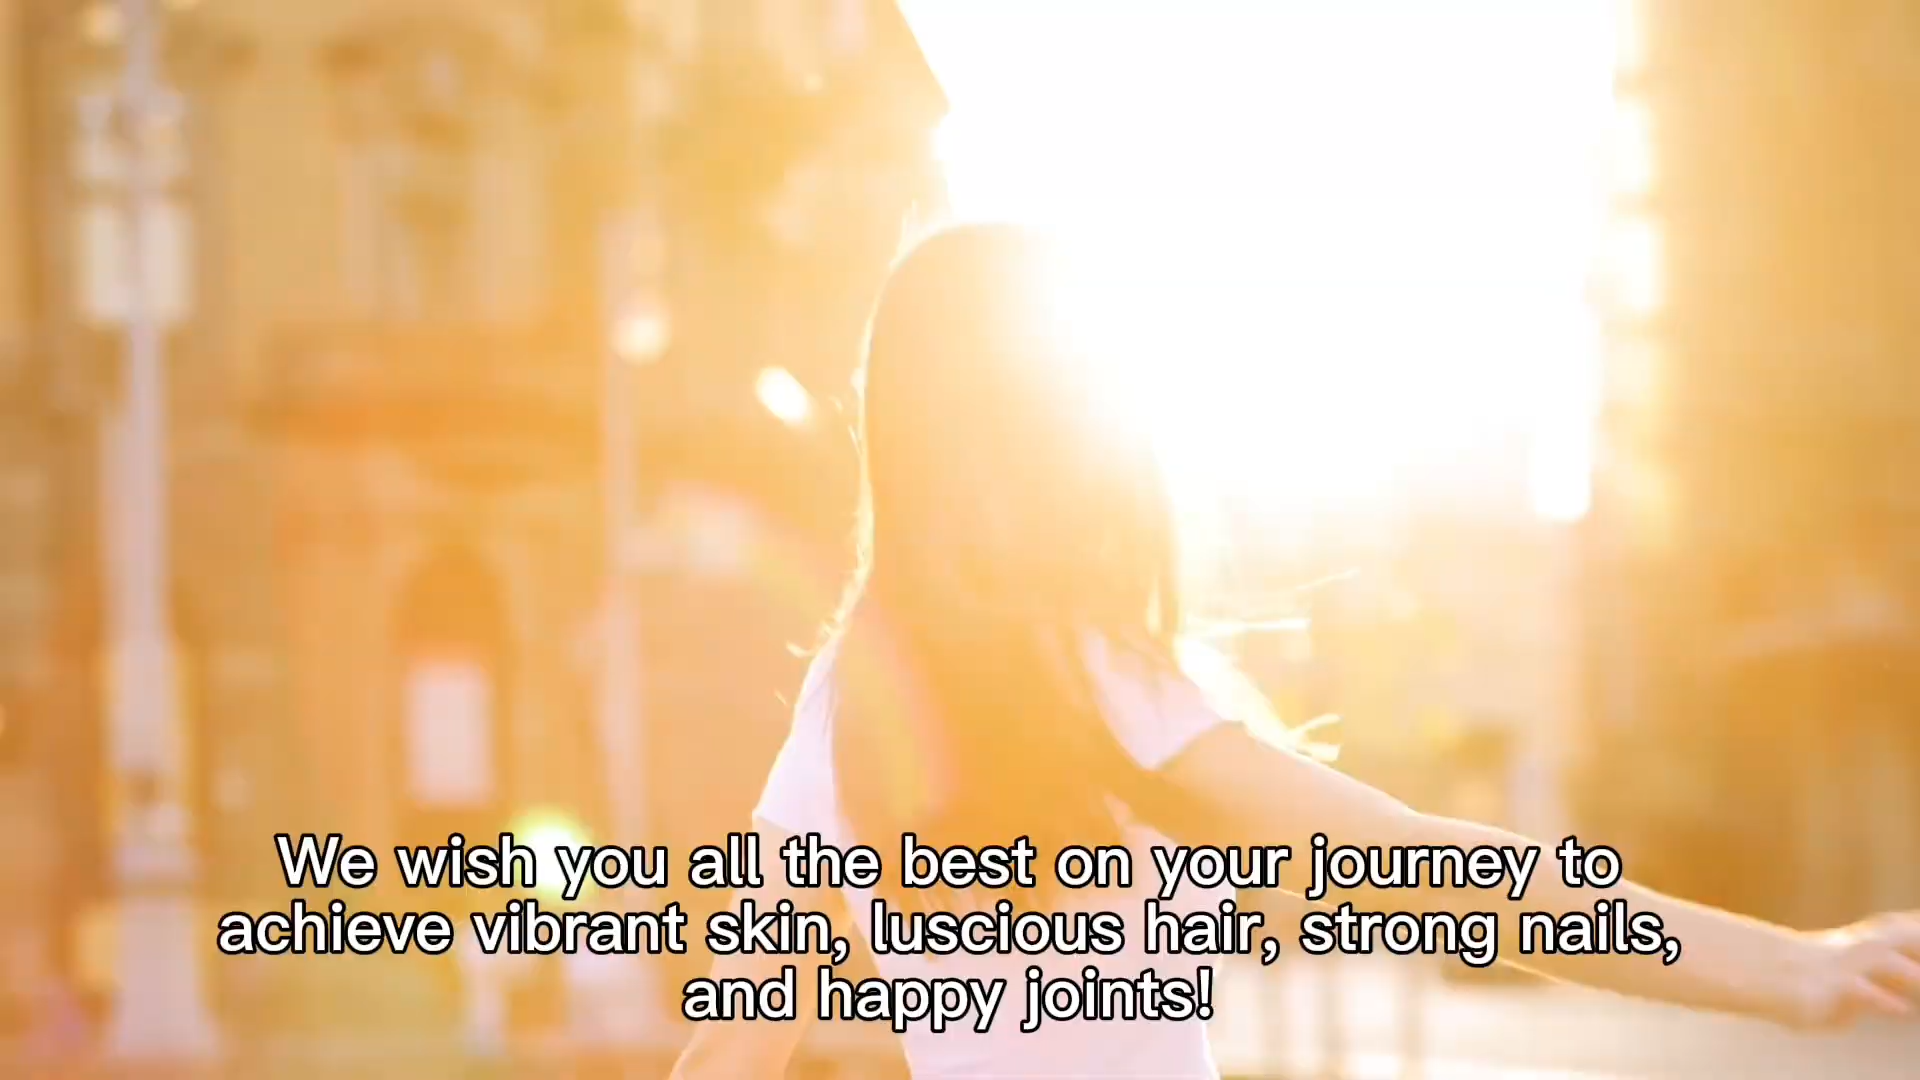 We wish you all the best on your journey to
achieve vibrant skin, luscious hair, strong nails,
and happy joints!